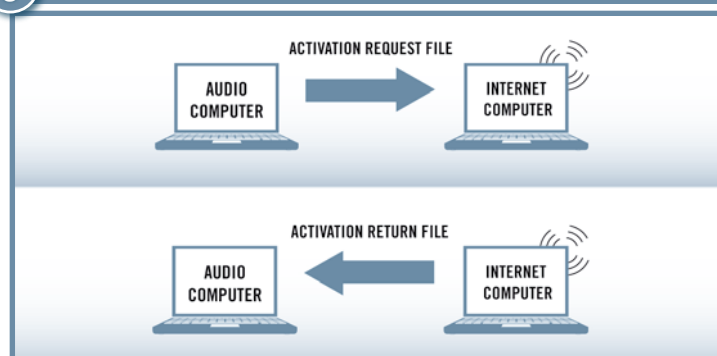 ACTIVATION REQUEST FILE
AUDIO
COMPUTER
INTERNET
COMPUTER
ACTIVATION RETURN FILE
AUDIO
COMPUTER
INTERNET
COMPUTER